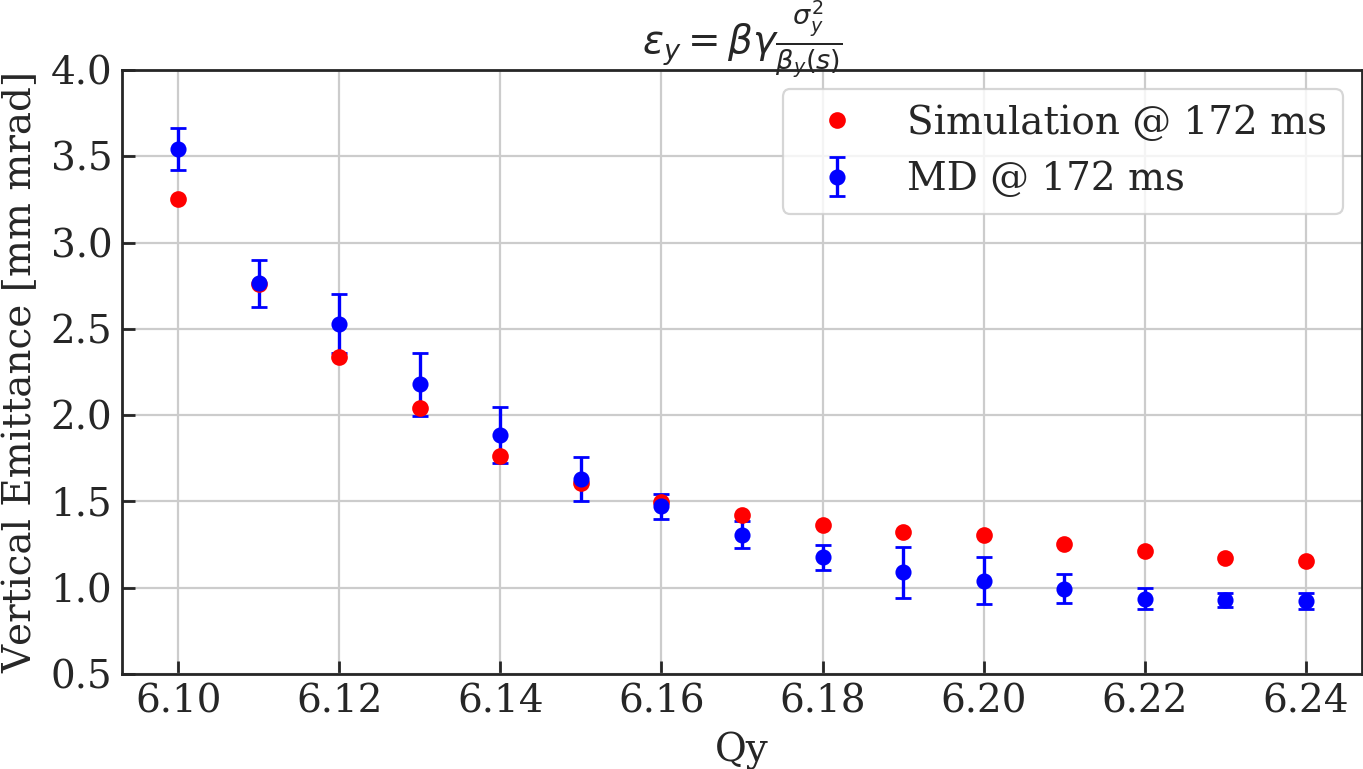 εy = βγ σy² / βy(s)
4.0
3.5
3.0
2.5
2.0
1.5
1.0
0.5
Vertical Emittance [mm mrad]
Simulation @ 172 ms
MD @ 172 ms
6.10 6.12 6.14 6.16 6.18 6.20 6.22 6.24
Qy